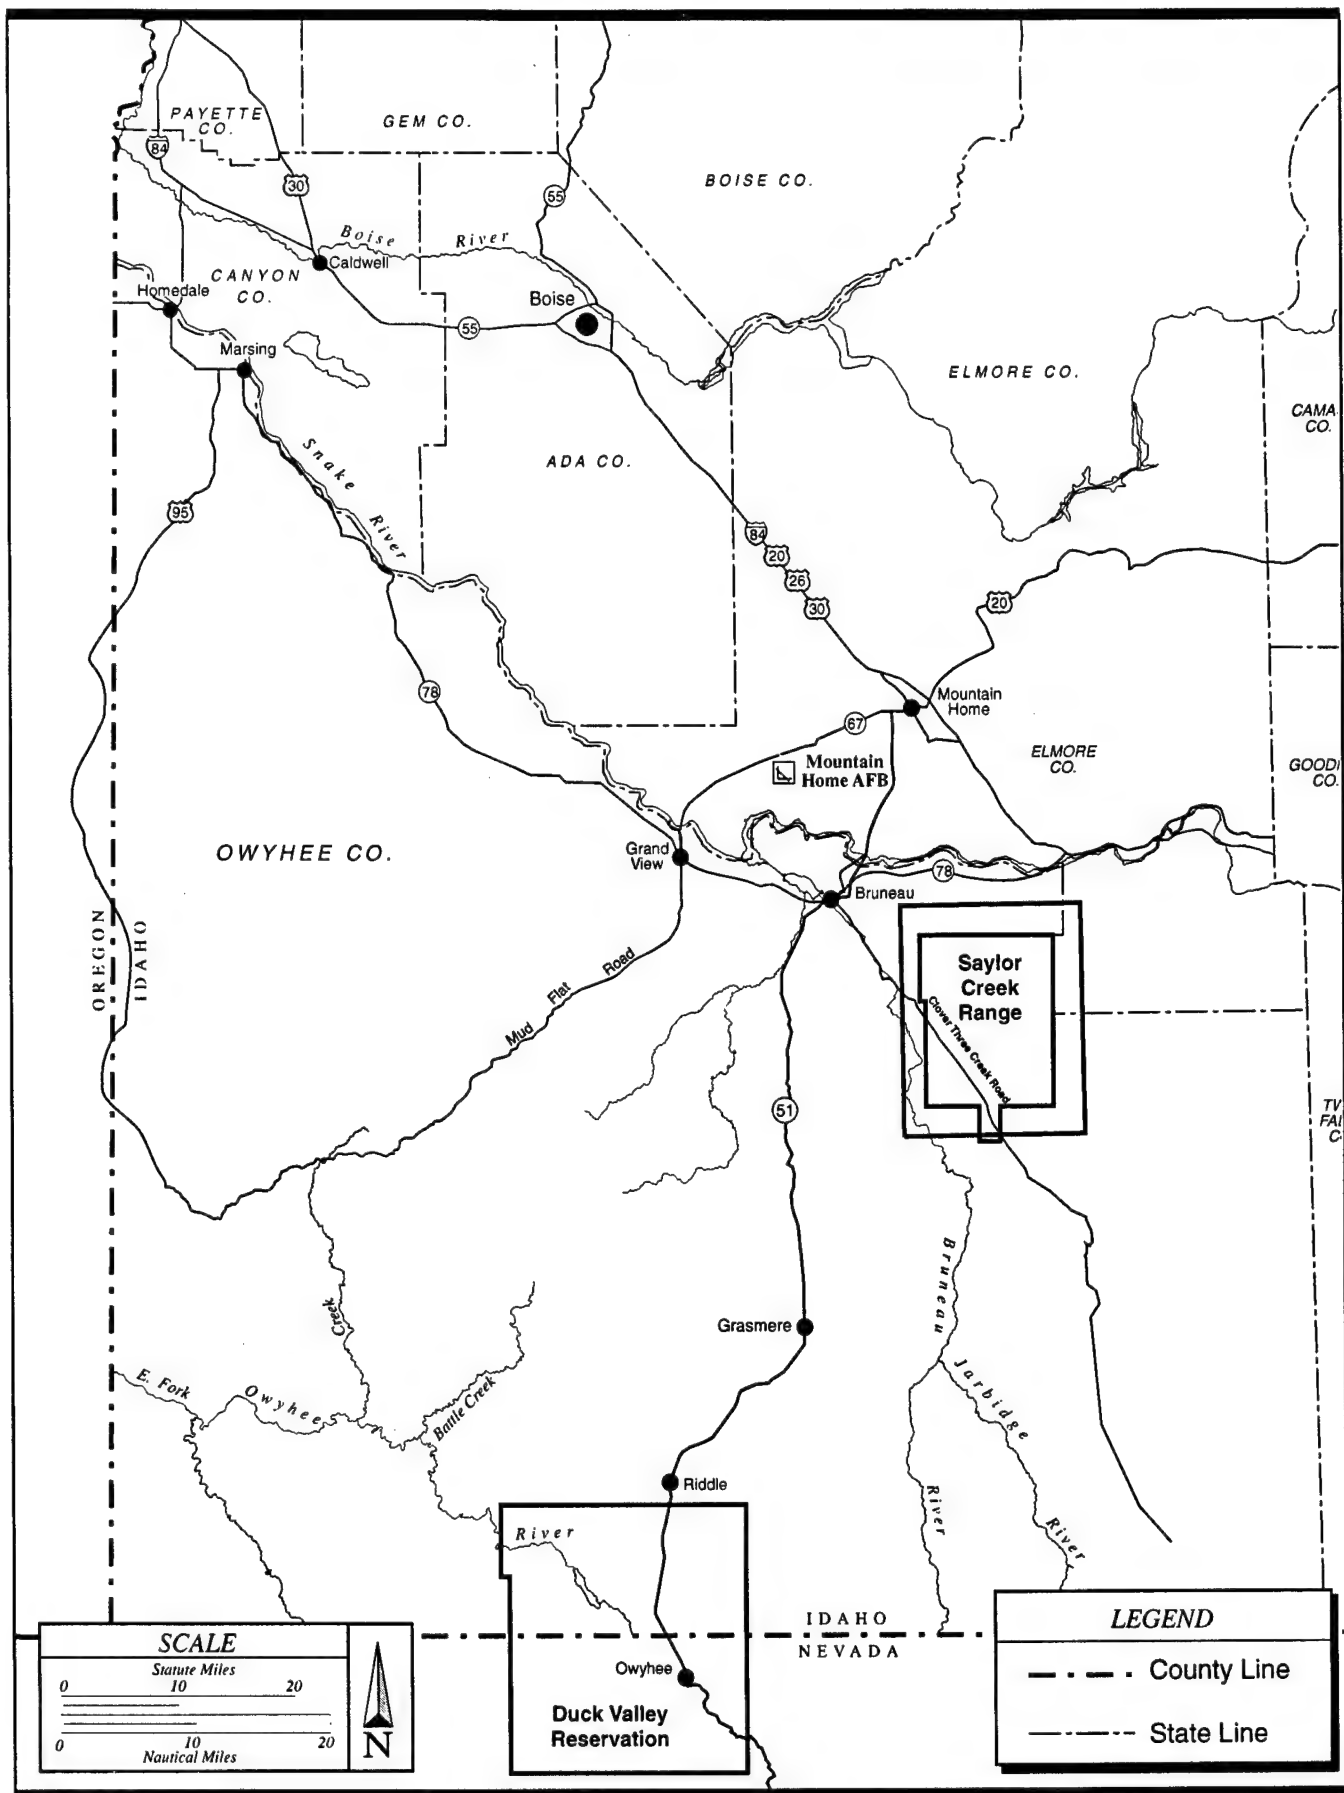 PAYETTE
CO.
GEM CO.
84
30
55
BOISE CO.
Boise River
Caldwell
CANYON
CO.
Homedale
Boise
55
Marsing
ELMORE CO.
CAMA
CO.
Snake River
ADA CO.
95
84
20
26
30
20
78
Mountain
Home
67
Mountain
Home AFB
ELMORE
CO.
GOODI
CO.
OWYHEE CO.
Grand
View
78
Bruneau
OREGON
IDAHO
Mud Flat Road
Saylor
Creek
Range
Clover Three Creek Road
51
TW
FAI
C
Bruneau
River
Creek
Grasmere
E. Fork
Owyhee
Battle Creek
Jarbidge
River
Riddle
River
IDAHO
NEVADA
Owyhee
Duck Valley
Reservation
SCALE
Statute Miles
0 10 20
0 10 20
Nautical Miles
N
LEGEND
County Line
State Line